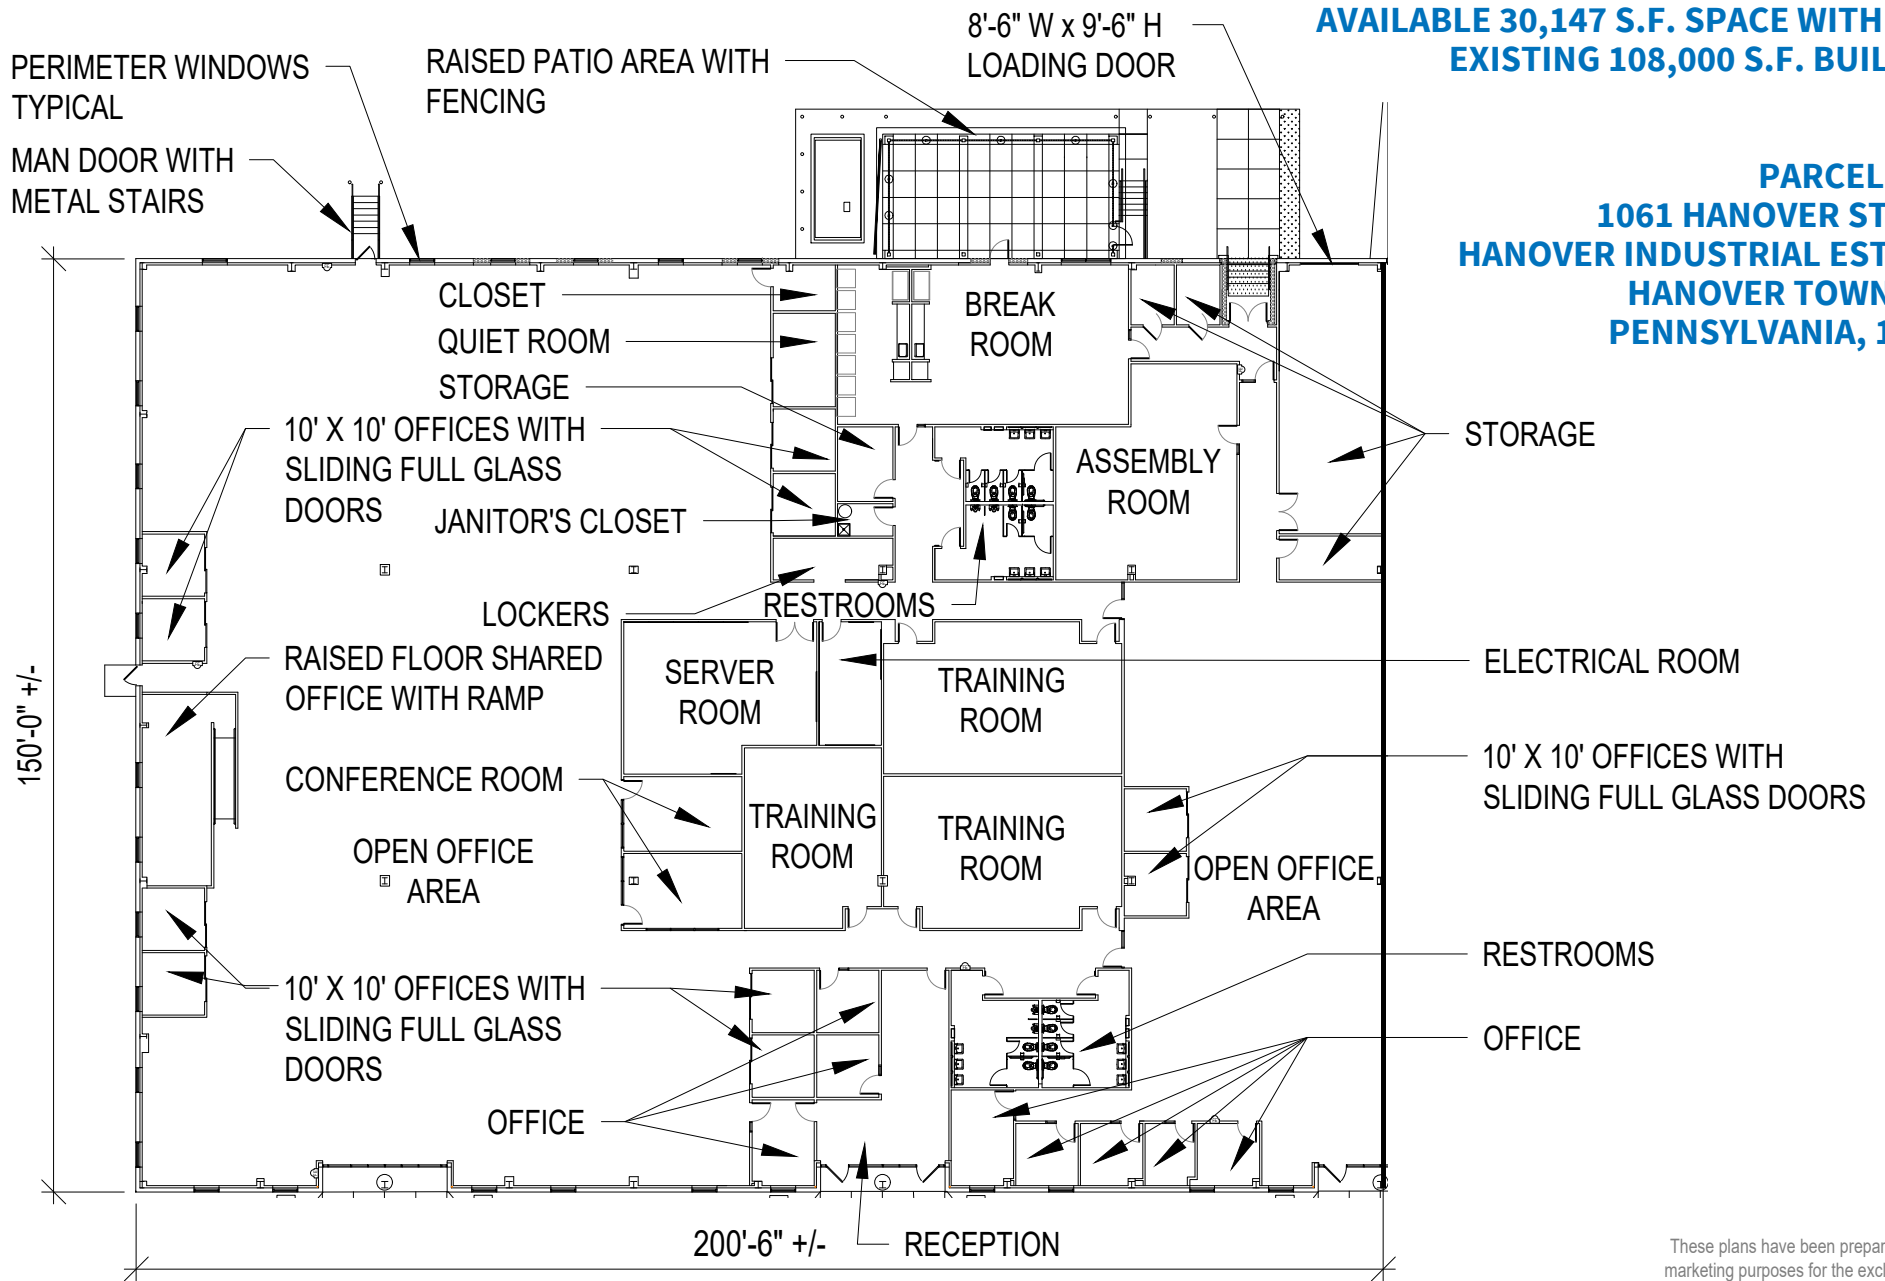 AVAILABLE 30,147 S.F. SPACE WITH
EXISTING 108,000 S.F. BUIL
PARCEL
1061 HANOVER ST
HANOVER INDUSTRIAL EST
HANOVER TOWN
PENNSYLVANIA, 1
8'-6" W x 9'-6" H
LOADING DOOR
PERIMETER WINDOWS
TYPICAL
RAISED PATIO AREA WITH
FENCING
MAN DOOR WITH
METAL STAIRS
CLOSET
QUIET ROOM
STORAGE
BREAK
ROOM
10' X 10' OFFICES WITH
SLIDING FULL GLASS
DOORS
JANITOR'S CLOSET
ASSEMBLY
ROOM
STORAGE
LOCKERS
RESTROOMS
RAISED FLOOR SHARED
OFFICE WITH RAMP
SERVER
ROOM
TRAINING
ROOM
ELECTRICAL ROOM
150'-0" +/-
CONFERENCE ROOM
TRAINING
ROOM
TRAINING
ROOM
10' X 10' OFFICES WITH
SLIDING FULL GLASS DOORS
OPEN OFFICE
AREA
OPEN OFFICE
AREA
RESTROOMS
10' X 10' OFFICES WITH
SLIDING FULL GLASS
DOORS
OFFICE
OFFICE
200'-6" +/-
RECEPTION
These plans have been prepar
marketing purposes for the excl